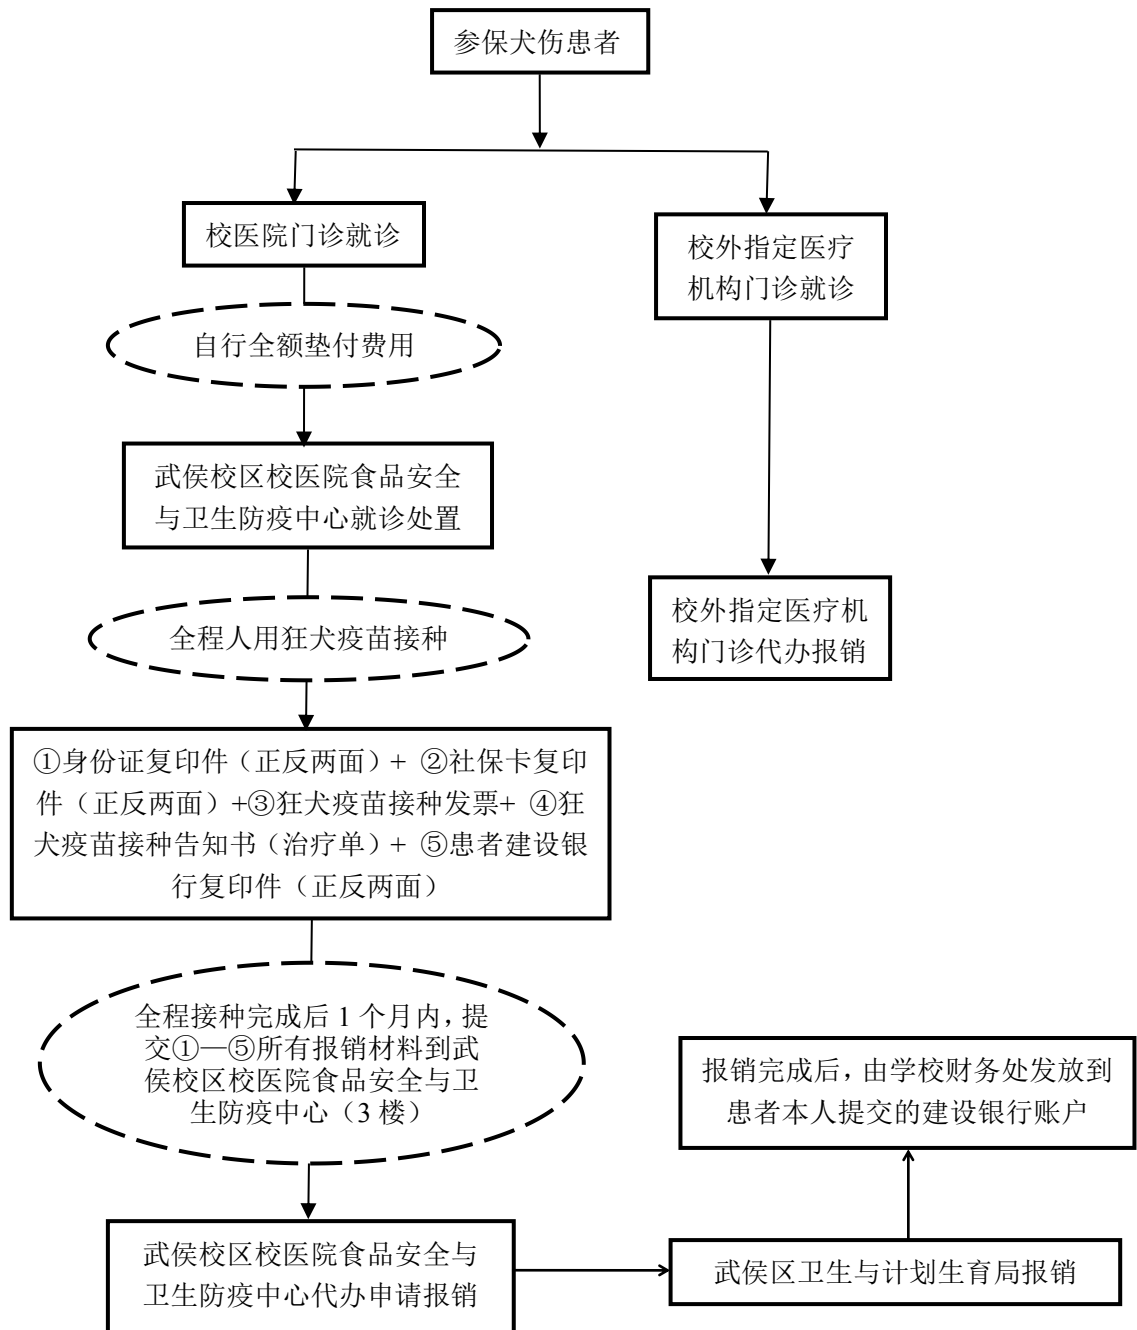 参保犬伤患者
校医院门诊就诊
校外指定医疗
机构门诊就诊
自行全额垫付费用
武侯校区校医院食品安全
与卫生防疫中心就诊处置
全程人用狂犬疫苗接种
校外指定医疗机
构门诊代办报销
①身份证复印件（正反两面）+ ②社保卡复印
件（正反两面）+③狂犬疫苗接种发票+ ④狂
犬疫苗接种告知书（治疗单）+ ⑤患者建设银
行复印件（正反两面）
全程接种完成后 1 个月内，提
交①—⑤所有报销材料到武
侯校区校医院食品安全与卫
生防疫中心（3 楼）
武侯校区校医院食品安全与
卫生防疫中心代办申请报销
武侯区卫生与计划生育局报销
报销完成后，由学校财务处发放到
患者本人提交的建设银行账户